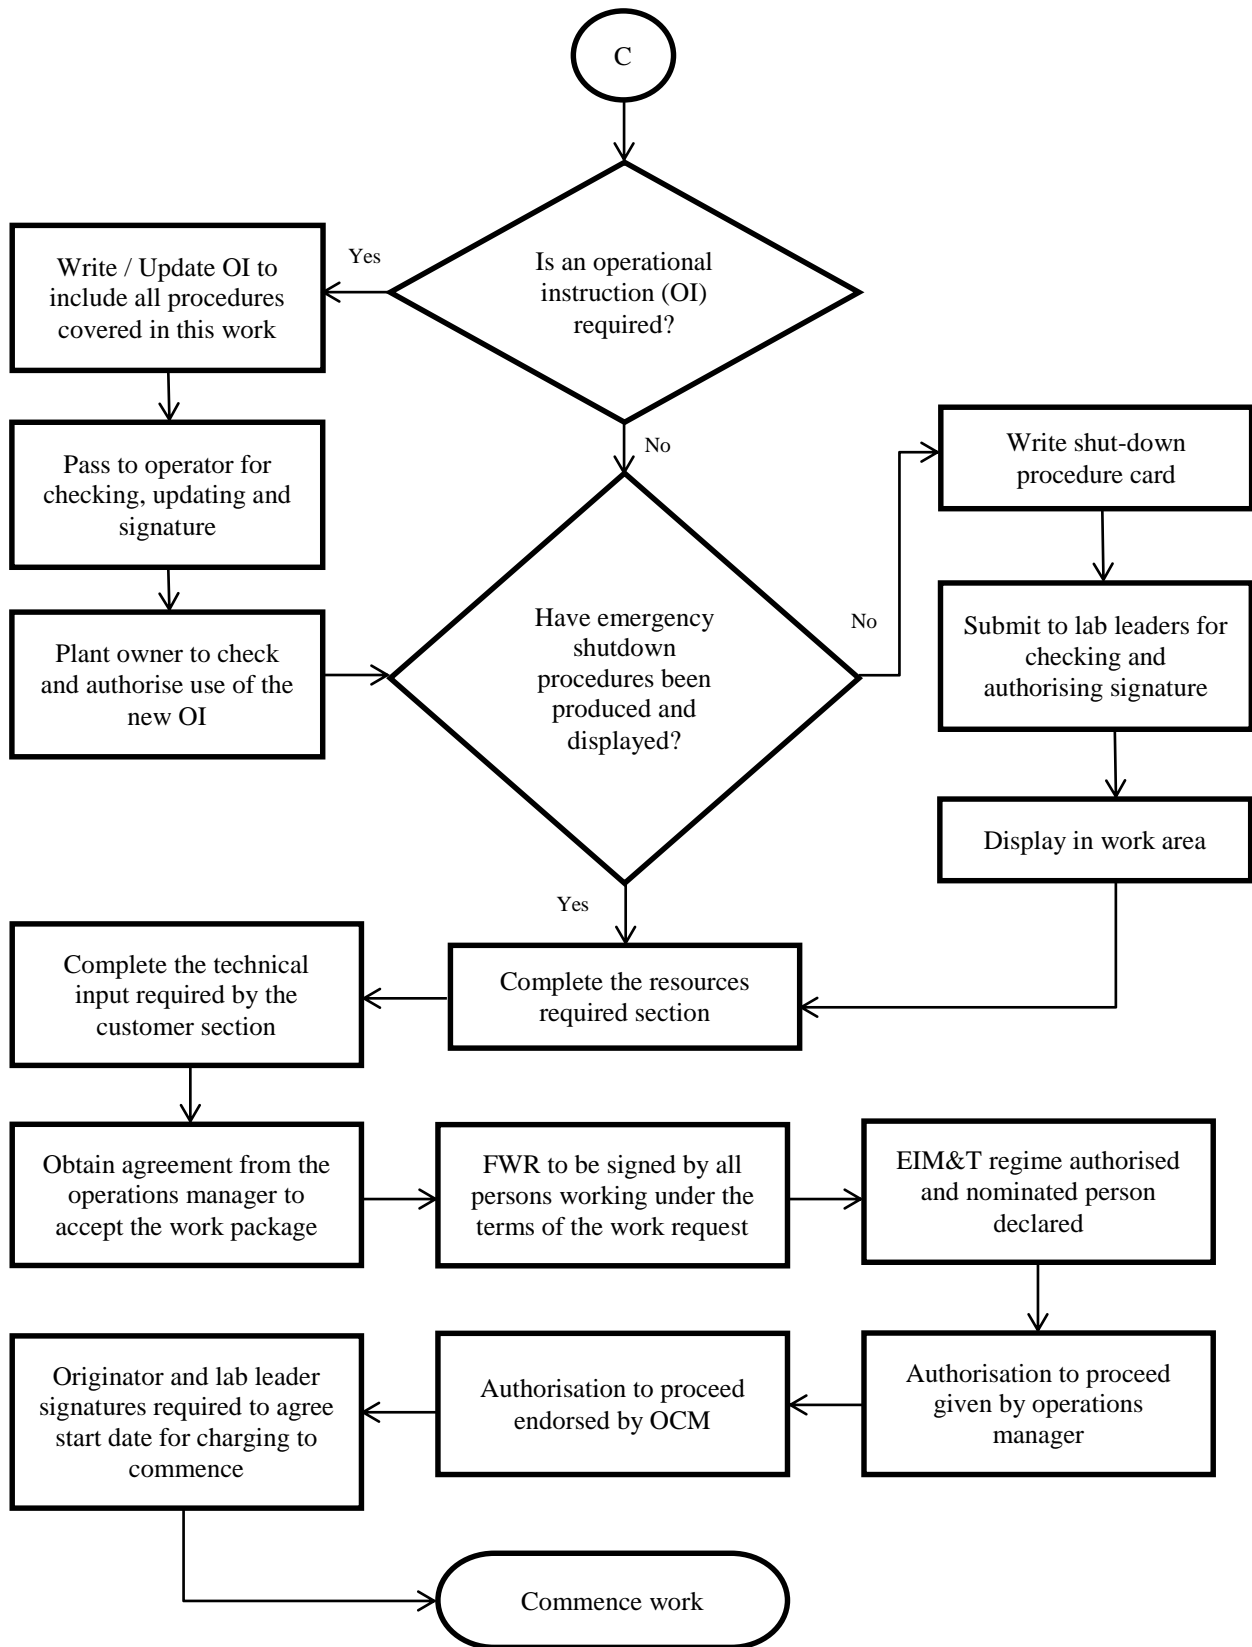 C
Is an operational
instruction (OI)
required?
Yes
Write / Update OI to
include all procedures
covered in this work
Pass to operator for
checking, updating and
signature
Plant owner to check
and authorise use of the
new OI
No
Have emergency
shutdown
procedures been
produced and
displayed?
No
Write shut-down
procedure card
Submit to lab leaders for
checking and
authorising signature
Display in work area
Yes
Complete the resources
required section
Complete the technical
input required by the
customer section
Obtain agreement from the
operations manager to
accept the work package
FWR to be signed by all
persons working under the
terms of the work request
EIM&T regime authorised
and nominated person
declared
Authorisation to proceed
given by operations
manager
Authorisation to proceed
endorsed by OCM
Originator and lab leader
signatures required to agree
start date for charging to
commence
Commence work